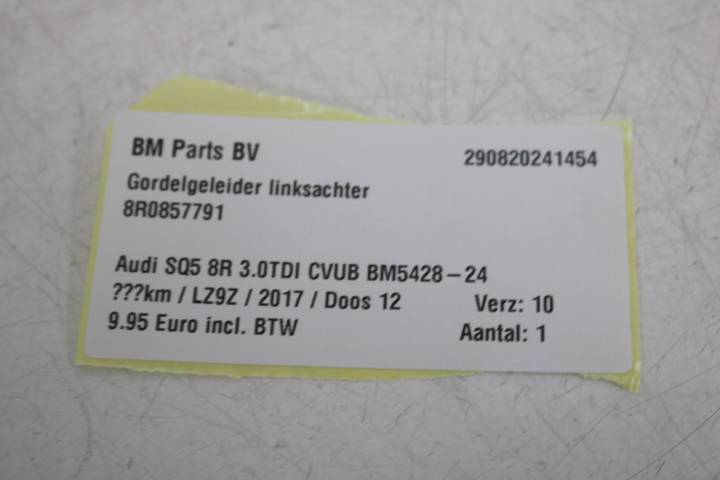 BM Parts BV 290820241454
Gordelgeleider linksachter
8R0857791
Audi SQ5 8R 3.0TDI CVUB BM5428-24
???km / LZ9Z / 2017 / Doos 12 Verz: 10
9.95 Euro incl. BTW Aantal: 1